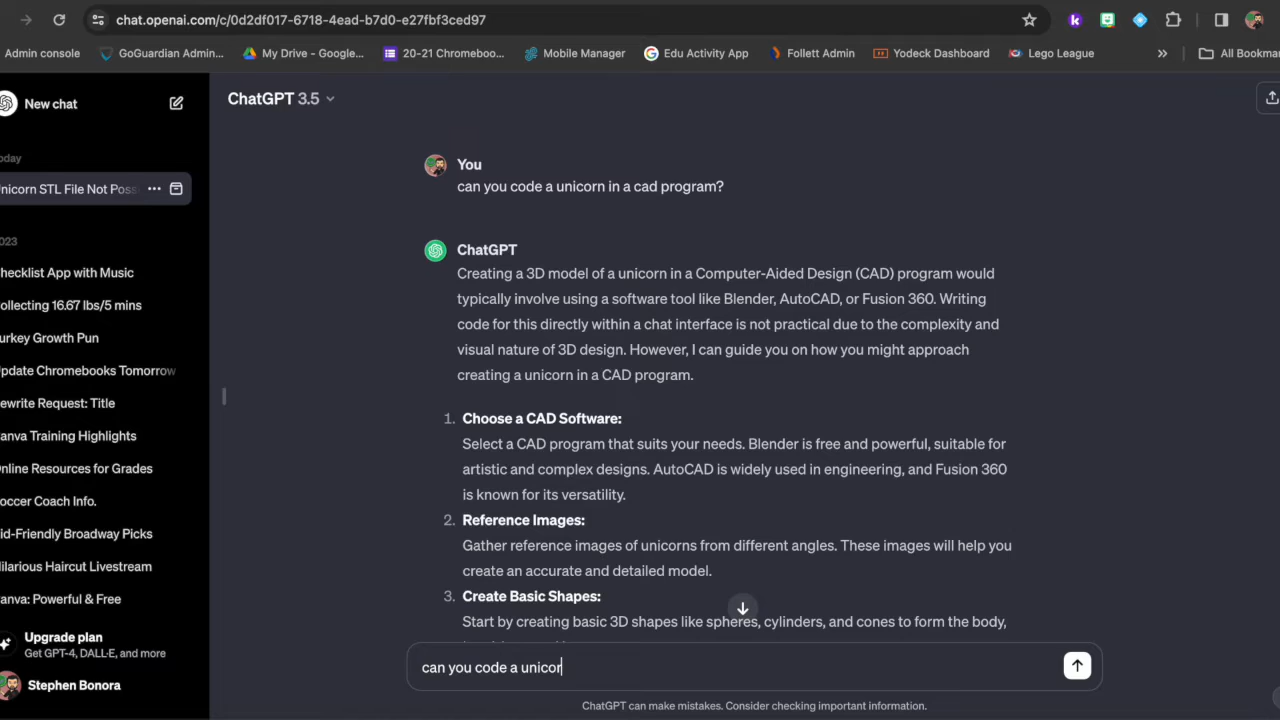 chat.openai.com/c/0d2df017-6718-4ead-b7d0-e27fbf3ced97
Admin console GoGuardian Admin... My Drive - Google... 20-21 Chromeboo... Mobile Manager Edu Activity App Follett Admin Yodeck Dashboard Lego League » All Bookmar
New chat
ChatGPT 3.5
oday
nicorn STL File Not Poss
2023
hecklist App with Music
ollecting 16.67 lbs/5 mins
urkey Growth Pun
pdate Chromebooks Tomorrow
ewrite Request: Title
anva Training Highlights
nline Resources for Grades
occer Coach Info.
id-Friendly Broadway Picks
ilarious Haircut Livestream
anva: Powerful & Free
Upgrade plan
Get GPT-4, DALL·E, and more
Stephen Bonora
You
can you code a unicorn in a cad program?
ChatGPT
Creating a 3D model of a unicorn in a Computer-Aided Design (CAD) program would
typically involve using a software tool like Blender, AutoCAD, or Fusion 360. Writing
code for this directly within a chat interface is not practical due to the complexity and
visual nature of 3D design. However, I can guide you on how you might approach
creating a unicorn in a CAD program.
1. Choose a CAD Software:
Select a CAD program that suits your needs. Blender is free and powerful, suitable for
artistic and complex designs. AutoCAD is widely used in engineering, and Fusion 360
is known for its versatility.
2. Reference Images:
Gather reference images of unicorns from different angles. These images will help you
create an accurate and detailed model.
3. Create Basic Shapes:
Start by creating basic 3D shapes like spheres, cylinders, and cones to form the body,
can you code a unicor
ChatGPT can make mistakes. Consider checking important information.